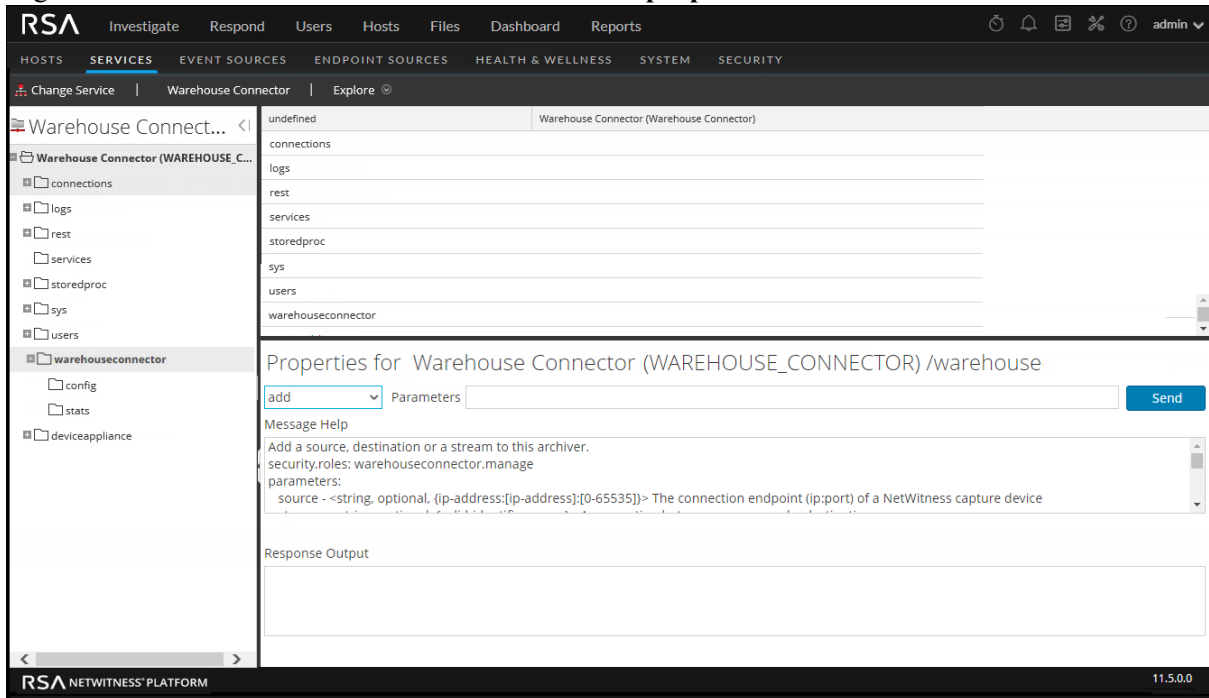 RSA Investigate Respond Users Hosts Files Dashboard Reports admin
HOSTS SERVICES EVENT SOURCES ENDPOINT SOURCES HEALTH & WELLNESS SYSTEM SECURITY
Change Service | Warehouse Connector | Explore
Warehouse Connect...
Warehouse Connector (WAREHOUSE_C...
connections
logs
rest
services
storedproc
sys
users
warehouseconnector
config
stats
deviceappliance
undefined Warehouse Connector (Warehouse Connector)
connections
logs
rest
services
storedproc
sys
users
warehouseconnector
Properties for Warehouse Connector (WAREHOUSE_CONNECTOR) /warehouse
add Parameters Send
Message Help
Add a source, destination or a stream to this archiver.
security.roles: warehouseconnector.manage
parameters:
source - <string, optional, {ip-address:[ip-address]:[0-65535]}> The connection endpoint (ip:port) of a NetWitness capture device
Response Output
RSA NETWITNESS® PLATFORM 11.5.0.0